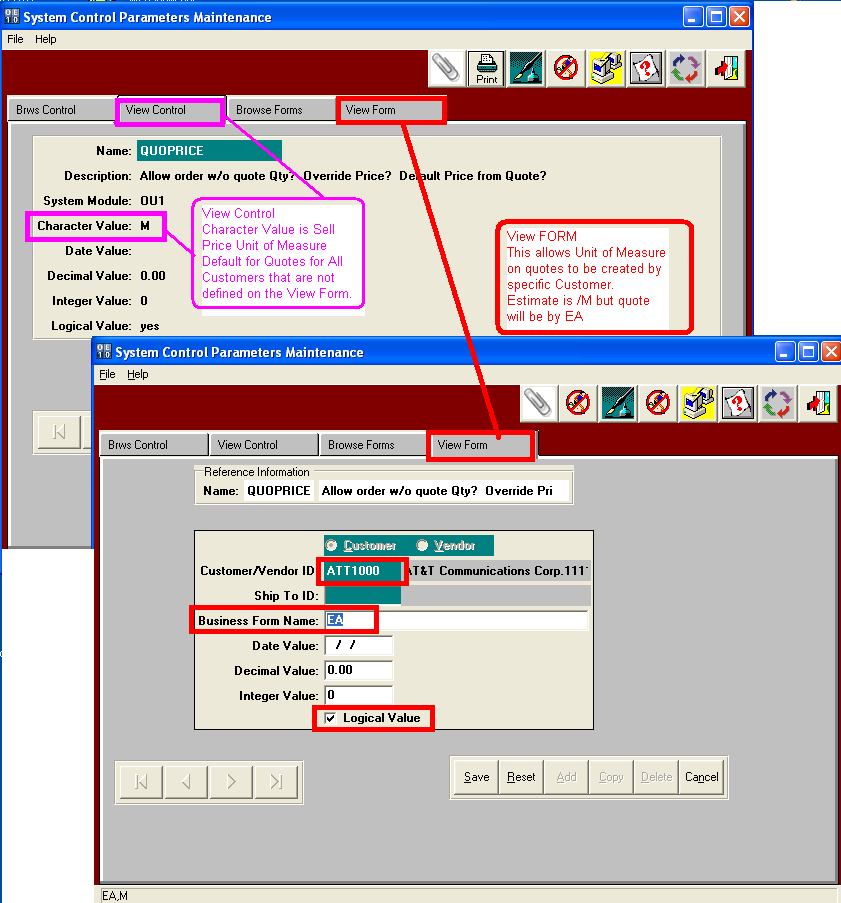 System Control Parameters Maintenance
File Help
Print
Brws Control View Control Browse Forms View Form
Name: QUOPRICE
Description: Allow order w/o quote Qty? Override Price? Default Price from Quote?
System Module: OU1
Character Value: M
Date Value:
Decimal Value: 0.00
Integer Value: 0
Logical Value: yes
View Control
Character Value is Sell
Price Unit of Measure
Default for Quotes for All
Customers that are not
defined on the View Form.
View FORM
This allows Unit of Measure
on quotes to be created by
specific Customer.
Estimate is /M but quote
will be by EA
System Control Parameters Maintenance
File Help
Brws Control View Control Browse Forms View Form
Reference Information
Name: QUOPRICE Allow order w/o quote Qty? Override Pri
Customer Vendor
Customer/Vendor ID ATT1000 AT&T Communications Corp.111
Ship To ID:
Business Form Name: EA
Date Value: / /
Decimal Value: 0.00
Integer Value: 0
Logical Value
Save Reset Add Copy Delete Cancel
EA,M